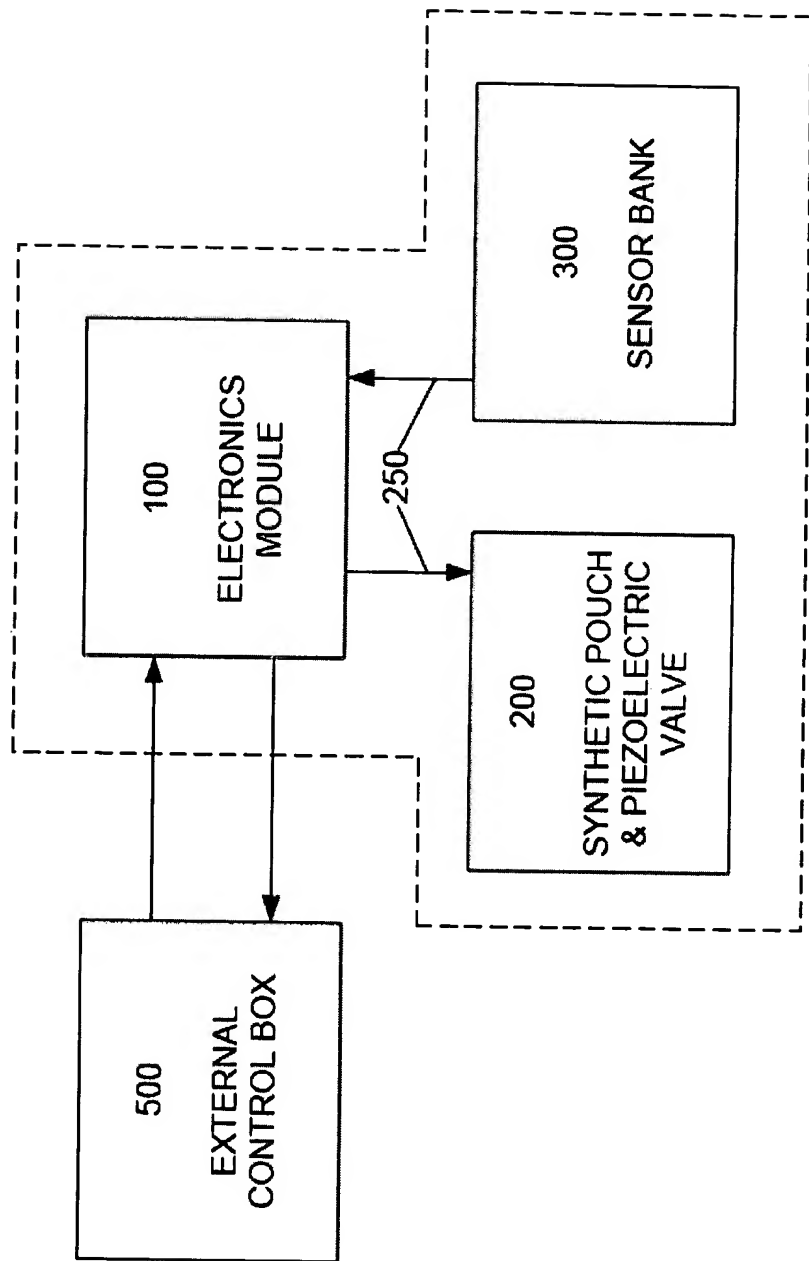 500
EXTERNAL
CONTROL BOX
100
ELECTRONICS
MODULE
250
200
SYNTHETIC POUCH
& PIEZOELECTRIC
VALVE
300
SENSOR BANK